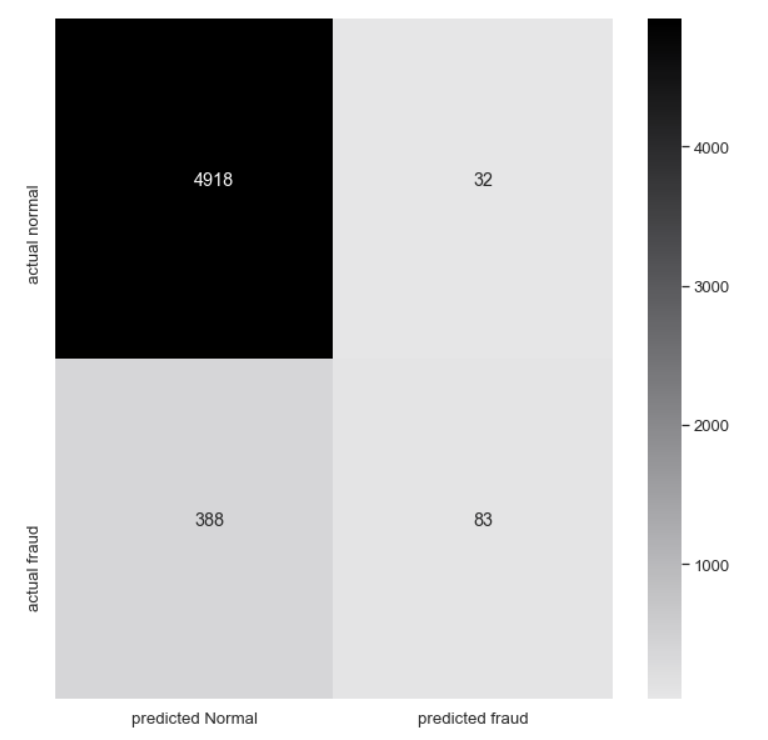 4918
32
4000
actual normal
3000
2000
388
83
actual fraud
1000
predicted Normal
predicted fraud